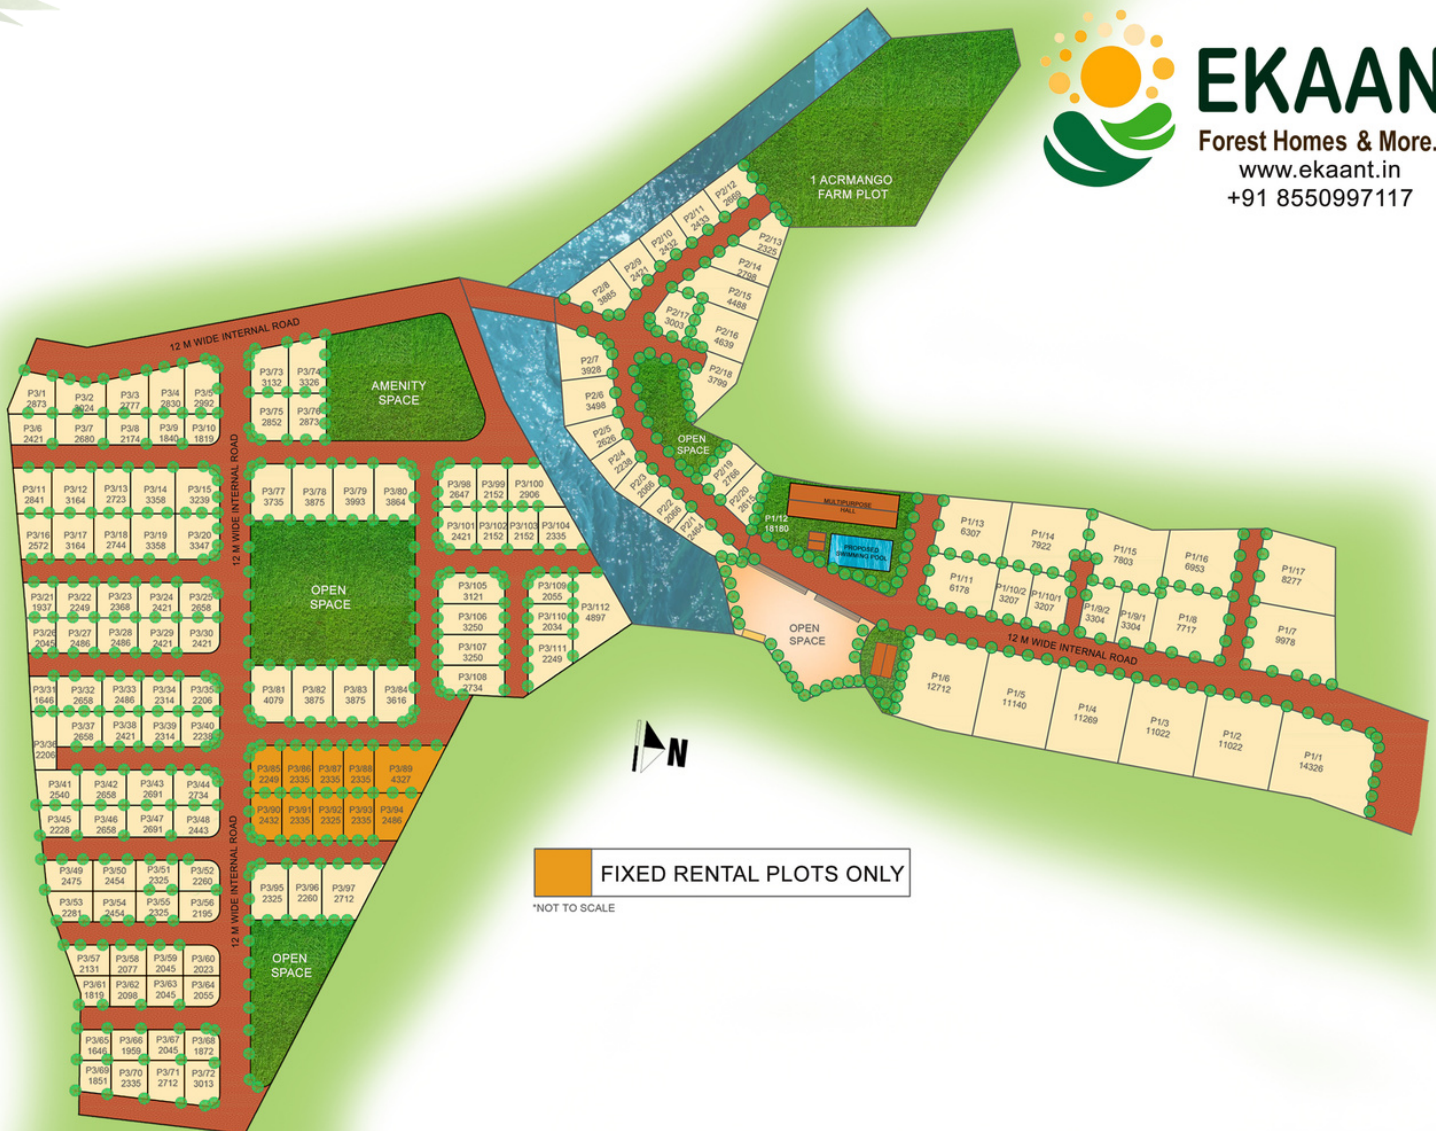 EKAAN
Forest Homes & More.
www.ekaant.in
+91 8550997117
1 ACRMANGO
FARM PLOT
P2/12
2669
P2/11
2433
P2/10
2432
P2/9
2421
P2/8
3885
P2/13
2325
P2/14
2798
P2/15
4488
P2/17
3003
P2/16
4639
P2/18
3799
P2/7
3928
P2/6
3498
P2/5
2626
P2/4
2238
P2/3
2066
P2/2
2066
P2/1
2464
OPEN
SPACE
P2/19
2766
P2/20
2615
P1/12
18180
MULTIPURPOSE
HALL
PROPOSED
SWIMMING POOL
OPEN
SPACE
P1/13
6307
P1/14
7922
P1/15
7803
P1/16
6953
P1/17
8277
P1/11
6178
P1/10/2
3207
P1/10/1
3207
P1/9/2
3304
P1/9/1
3304
P1/8
7717
P1/7
9978
12 M WIDE INTERNAL ROAD
P1/6
12712
P1/5
11140
P1/4
11269
P1/3
11022
P1/2
11022
P1/1
14326
12 M WIDE INTERNAL ROAD
P3/1
2873
P3/2
3024
P3/3
2777
P3/4
2830
P3/5
2992
P3/6
2421
P3/7
2680
P3/8
2174
P3/9
1840
P3/10
1819
P3/73
3132
P3/74
3326
P3/75
2852
P3/76
2873
AMENITY
SPACE
12 M WIDE INTERNAL ROAD
P3/11
2841
P3/12
3164
P3/13
2723
P3/14
3358
P3/15
3239
P3/16
2572
P3/17
3164
P3/18
2744
P3/19
3358
P3/20
3347
P3/77
3735
P3/78
3875
P3/79
3993
P3/80
3864
P3/98
2647
P3/99
2152
P3/100
2906
P3/101
2421
P3/102
2152
P3/103
2152
P3/104
2335
OPEN
SPACE
P3/21
1937
P3/22
2249
P3/23
2368
P3/24
2421
P3/25
2658
P3/26
2045
P3/27
2486
P3/28
2486
P3/29
2421
P3/30
2421
P3/105
3121
P3/106
3250
P3/107
3250
P3/108
2734
P3/109
2055
P3/110
2034
P3/111
2249
P3/112
4897
P3/31
1646
P3/32
2658
P3/33
2486
P3/34
2314
P3/35
2206
P3/36
2206
P3/37
2658
P3/38
2421
P3/39
2314
P3/40
2238
P3/81
4079
P3/82
3875
P3/83
3875
P3/84
3616
P3/41
2540
P3/42
2658
P3/43
2691
P3/44
2734
P3/45
2228
P3/46
2658
P3/47
2691
P3/48
2443
P3/85
2249
P3/86
2335
P3/87
2335
P3/88
2335
P3/89
4327
P3/90
2432
P3/91
2335
P3/92
2325
P3/93
2335
P3/94
2486
12 M WIDE INTERNAL ROAD
P3/49
2475
P3/50
2454
P3/51
2325
P3/52
2260
P3/53
2281
P3/54
2454
P3/55
2325
P3/56
2195
P3/95
2325
P3/96
2260
P3/97
2712
OPEN
SPACE
P3/57
2131
P3/58
2077
P3/59
2045
P3/60
2023
P3/61
1819
P3/62
2098
P3/63
2045
P3/64
2055
P3/65
1646
P3/66
1959
P3/67
2045
P3/68
1872
P3/69
1851
P3/70
2335
P3/71
2712
P3/72
3013
N
FIXED RENTAL PLOTS ONLY
*NOT TO SCALE